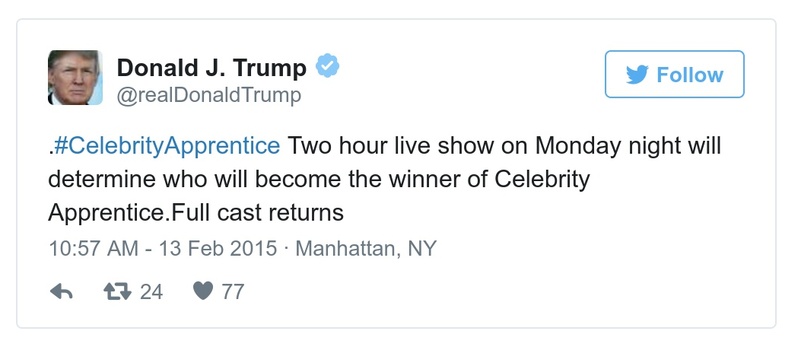 Donald J. Trump
@realDonaldTrump
Follow
.#CelebrityApprentice Two hour live show on Monday night will
determine who will become the winner of Celebrity
Apprentice.Full cast returns
10:57 AM - 13 Feb 2015 · Manhattan, NY
24 77